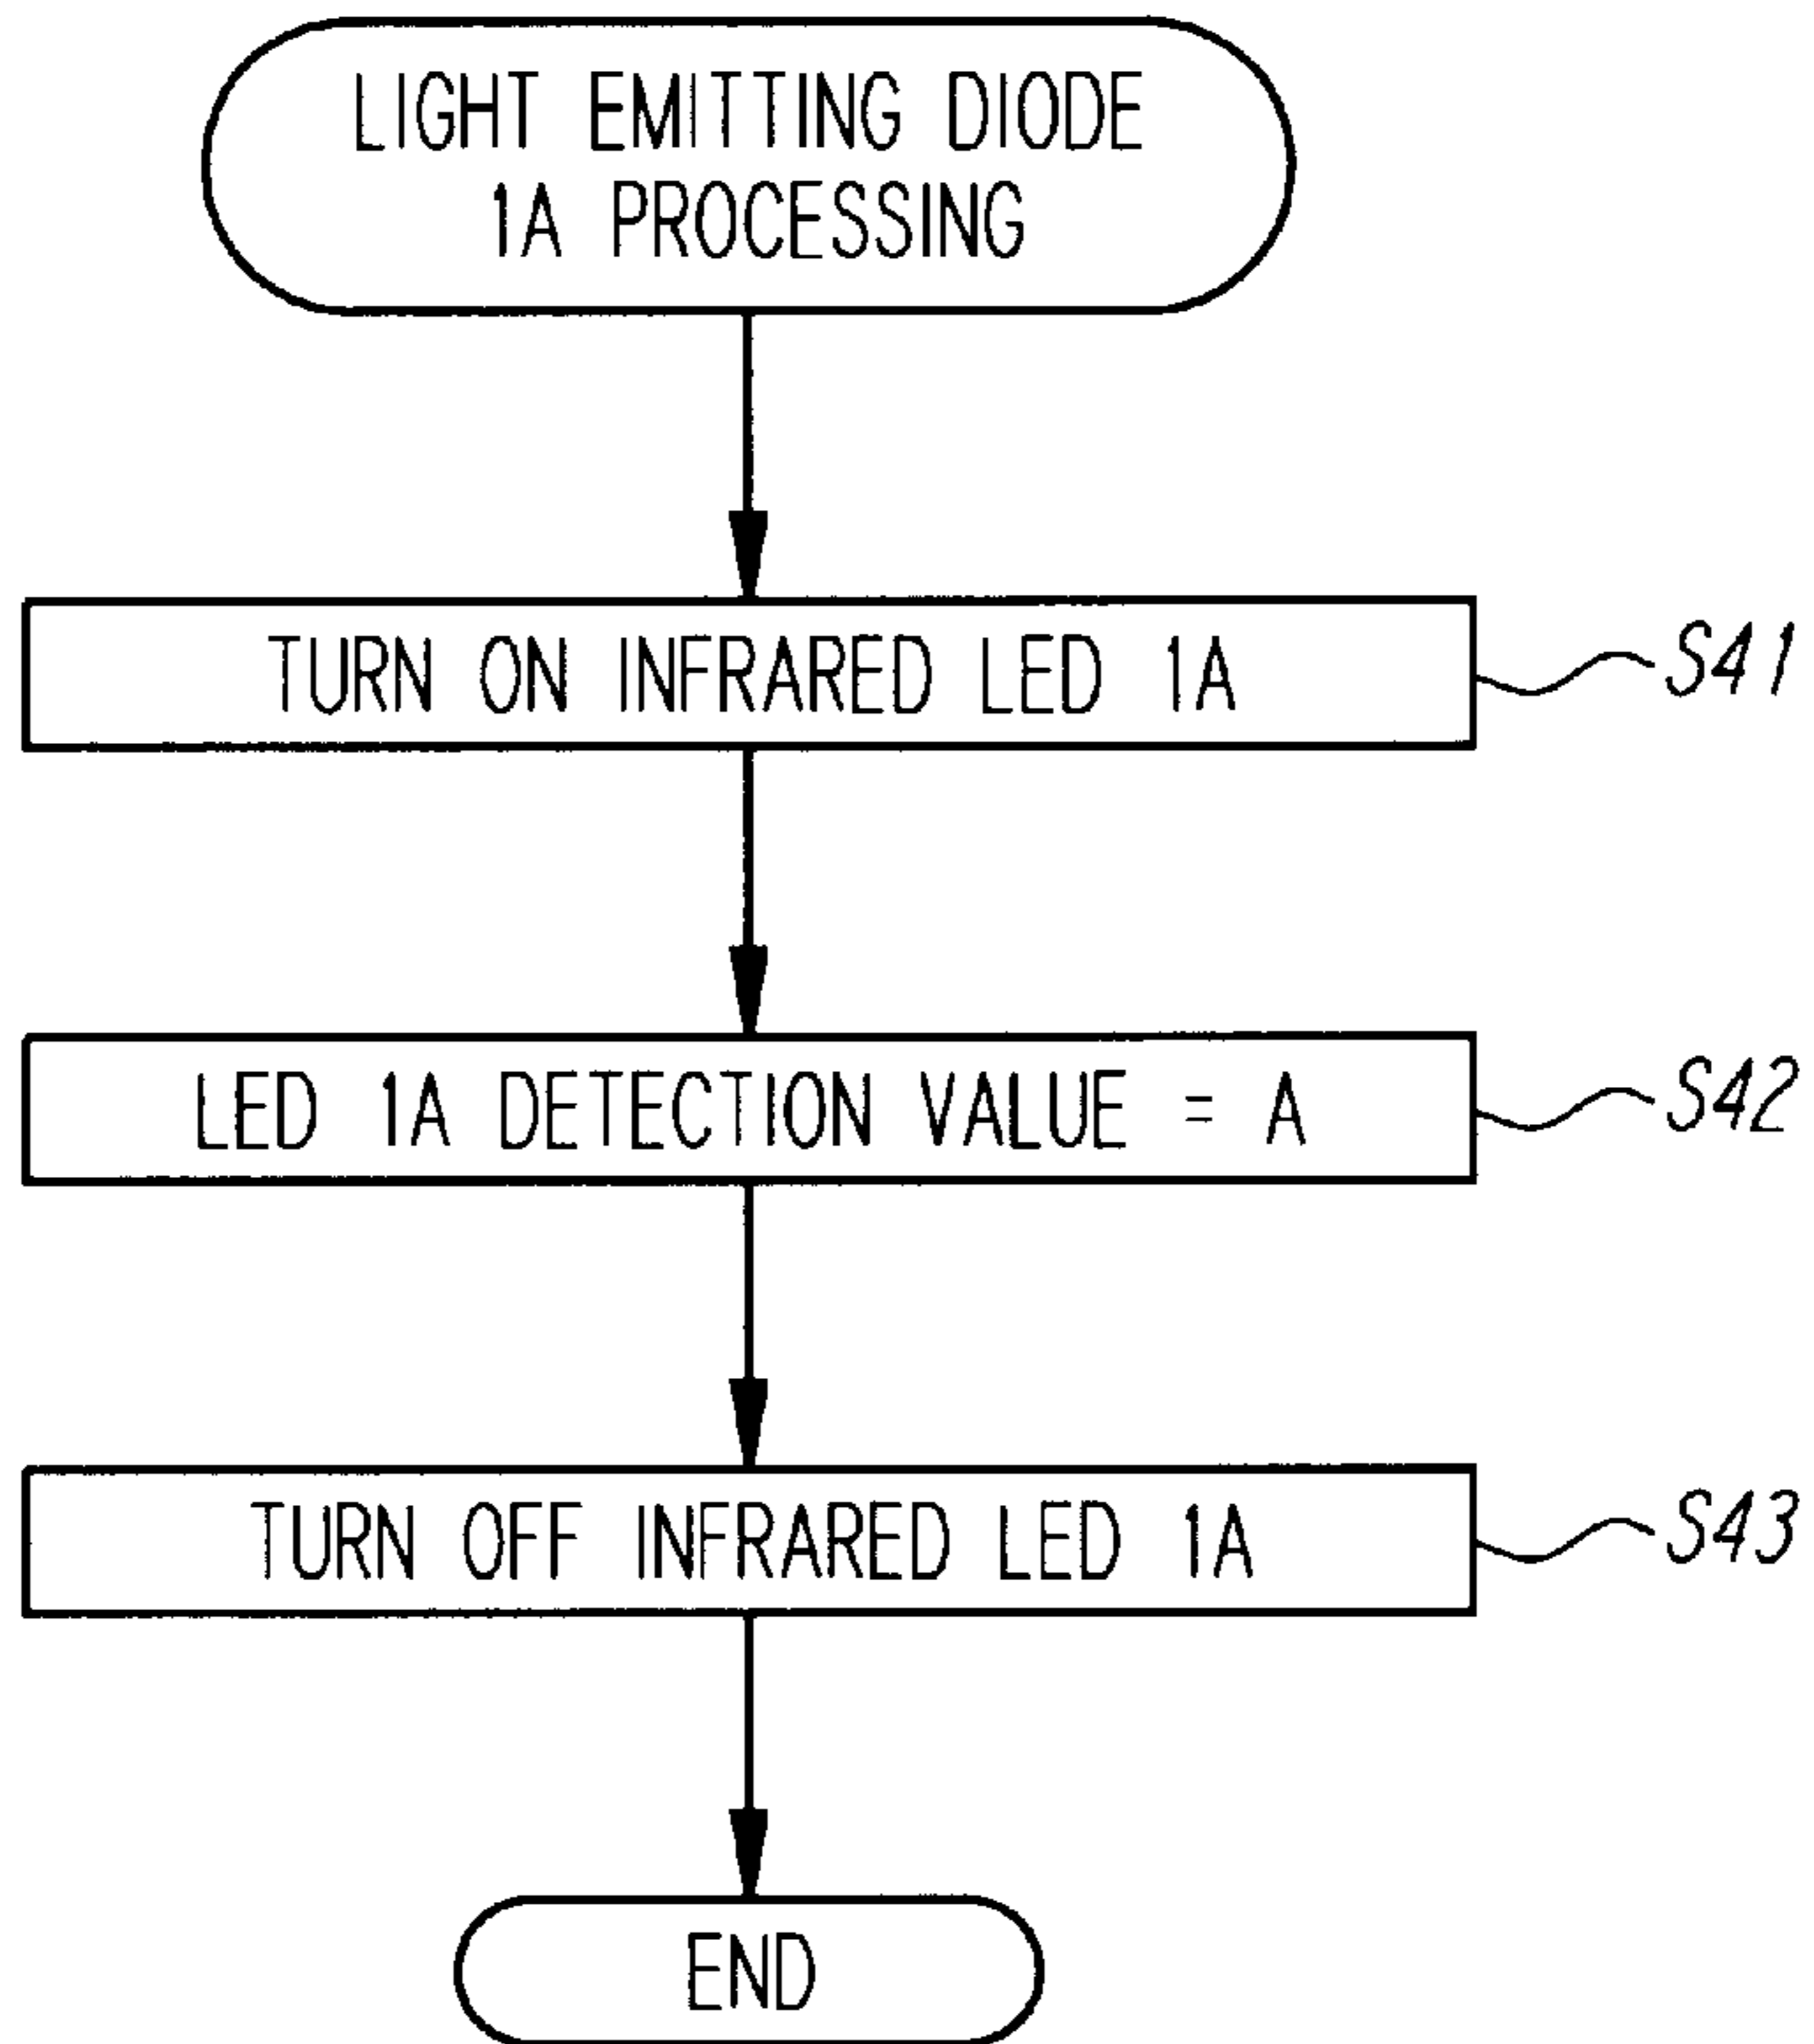 LIGHT EMITTING DIODE
1A PROCESSING
TURN ON INFRARED LED 1A
S41
LED 1A DETECTION VALUE = A
S42
TURN OFF INFRARED LED 1A
S43
END